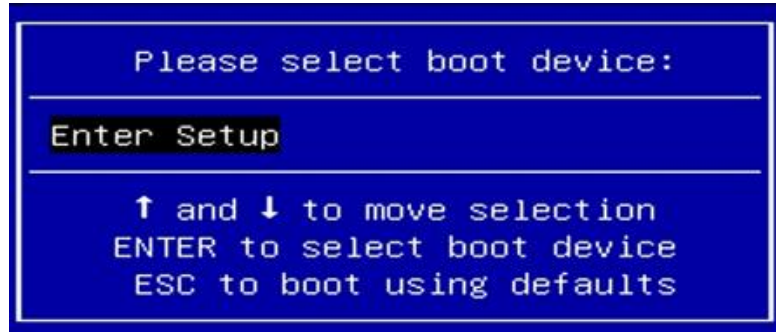 Please select boot device:
Enter Setup
↑ and ↓ to move selection
ENTER to select boot device
ESC to boot using defaults